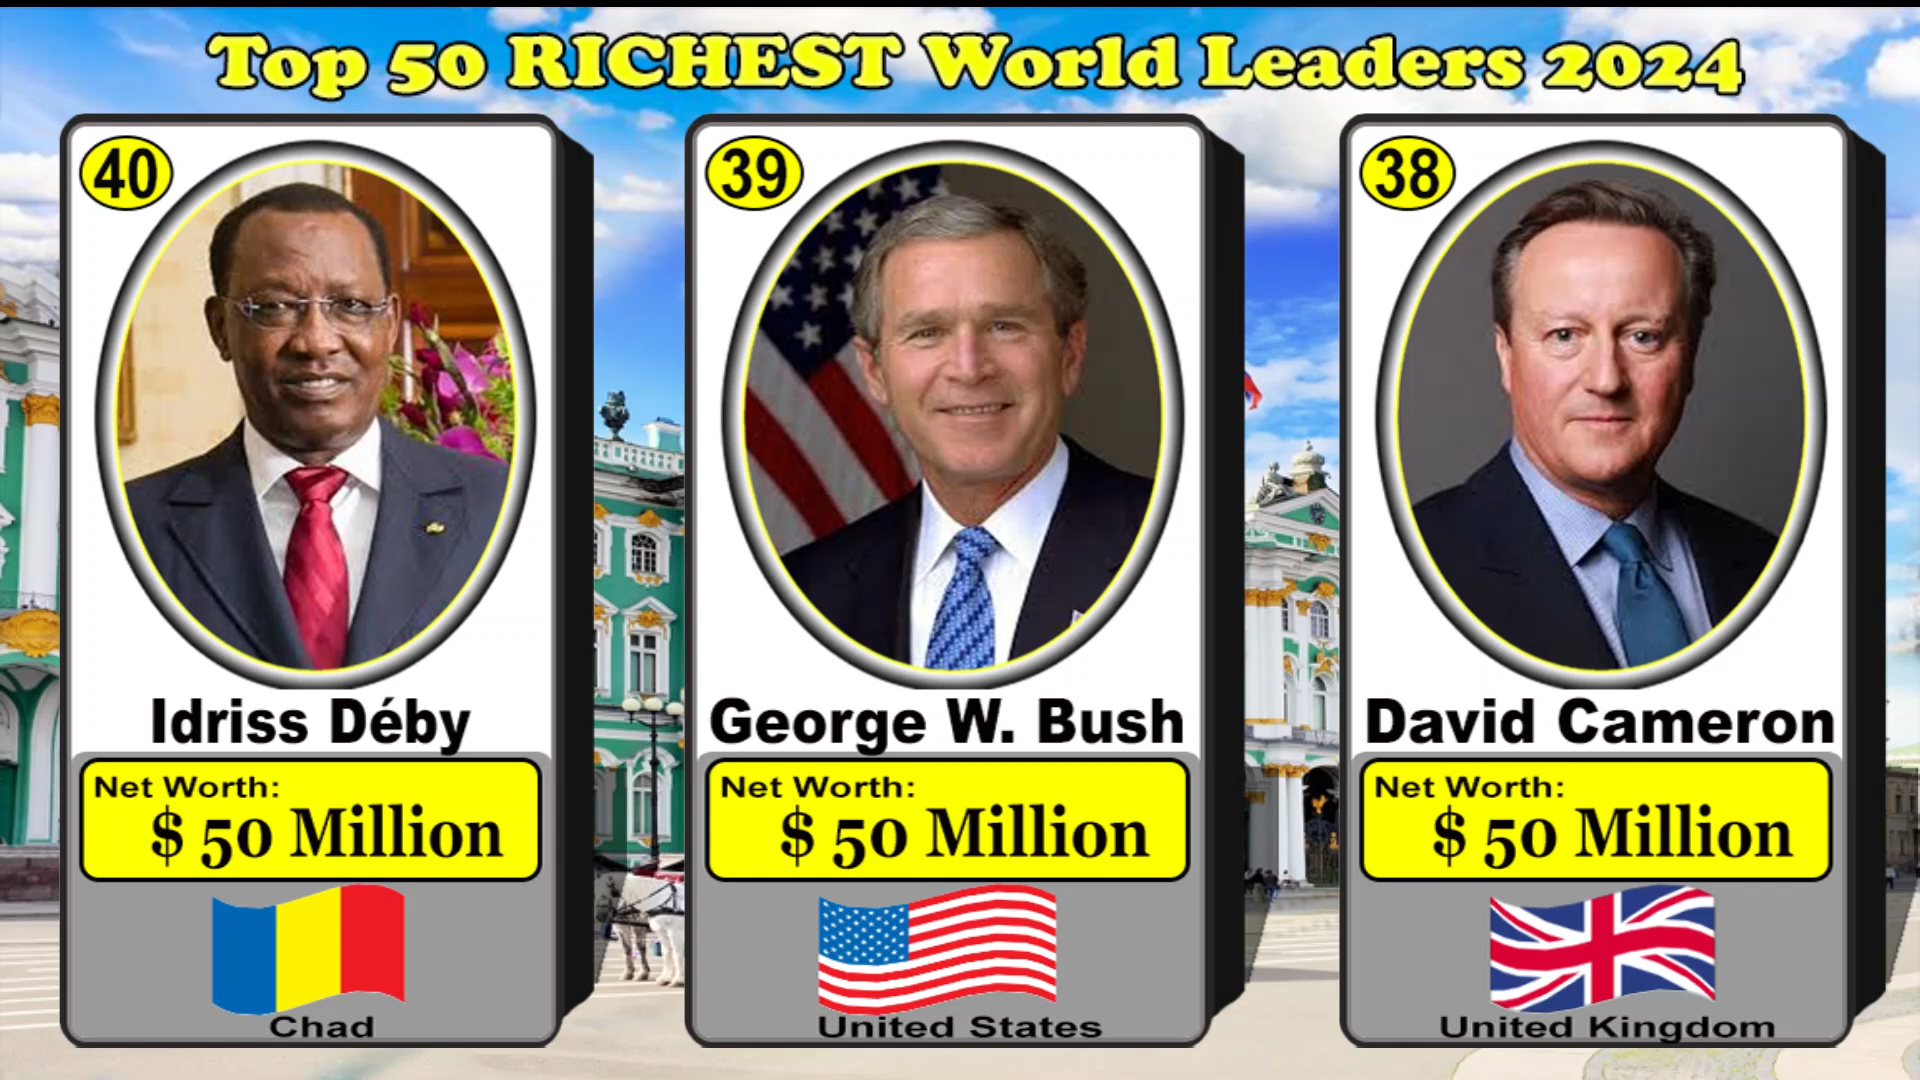 Top 50 RICHEST World Leaders 2024
40
Idriss Déby
Net Worth:
$ 50 Million
Chad
39
George W. Bush
Net Worth:
$ 50 Million
United States
38
David Cameron
Net Worth:
$ 50 Million
United Kingdom